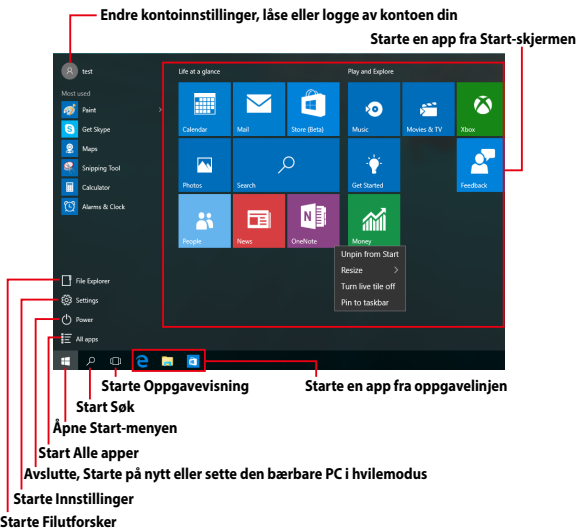 Endre kontoinnstillinger, låse eller logge av kontoen din
Starte en app fra Start-skjermen
test
Life at a glance
Play and Explore
Most used
Paint
Get Skype
Maps
Snipping Tool
Calculator
Alarms & Clock
Calendar
Mail
Store (Beta)
Music
Movies & TV
Xbox
Photos
Search
Get Started
Feedback
People
News
OneNote
Money
Unpin from Start
Resize
Turn live tile off
Pin to taskbar
File Explorer
Settings
Power
All apps
Starte Oppgavevisning
Starte en app fra oppgavelinjen
Start Søk
Åpne Start-menyen
Start Alle apper
Avslutte, Starte på nytt eller sette den bærbare PC i hvilemodus
Starte Innstillinger
Starte Filutforsker